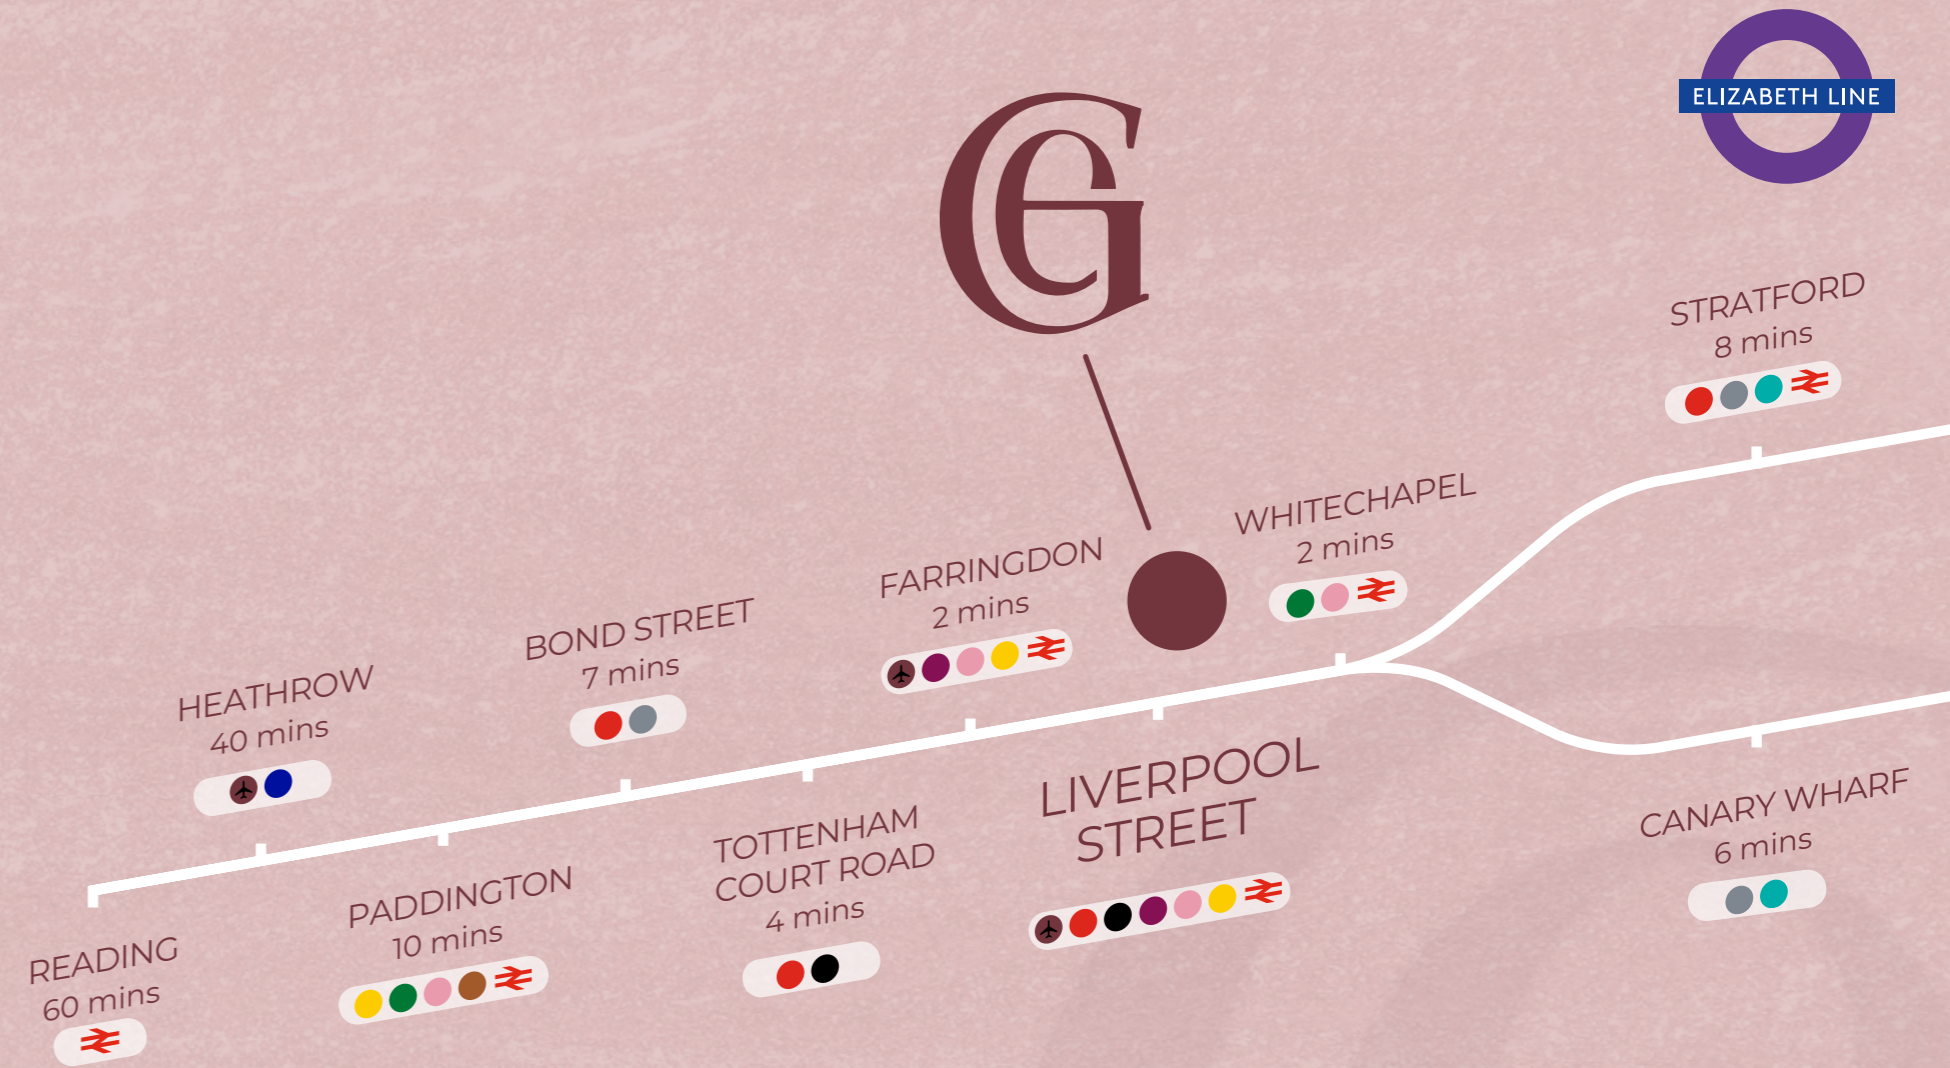 ELIZABETH LINE
GE
STRATFORD
8 mins
WHITECHAPEL
2 mins
FARRINGDON
2 mins
BOND STREET
7 mins
HEATHROW
40 mins
LIVERPOOL
STREET
CANARY WHARF
6 mins
TOTTENHAM
COURT ROAD
4 mins
PADDINGTON
10 mins
READING
60 mins